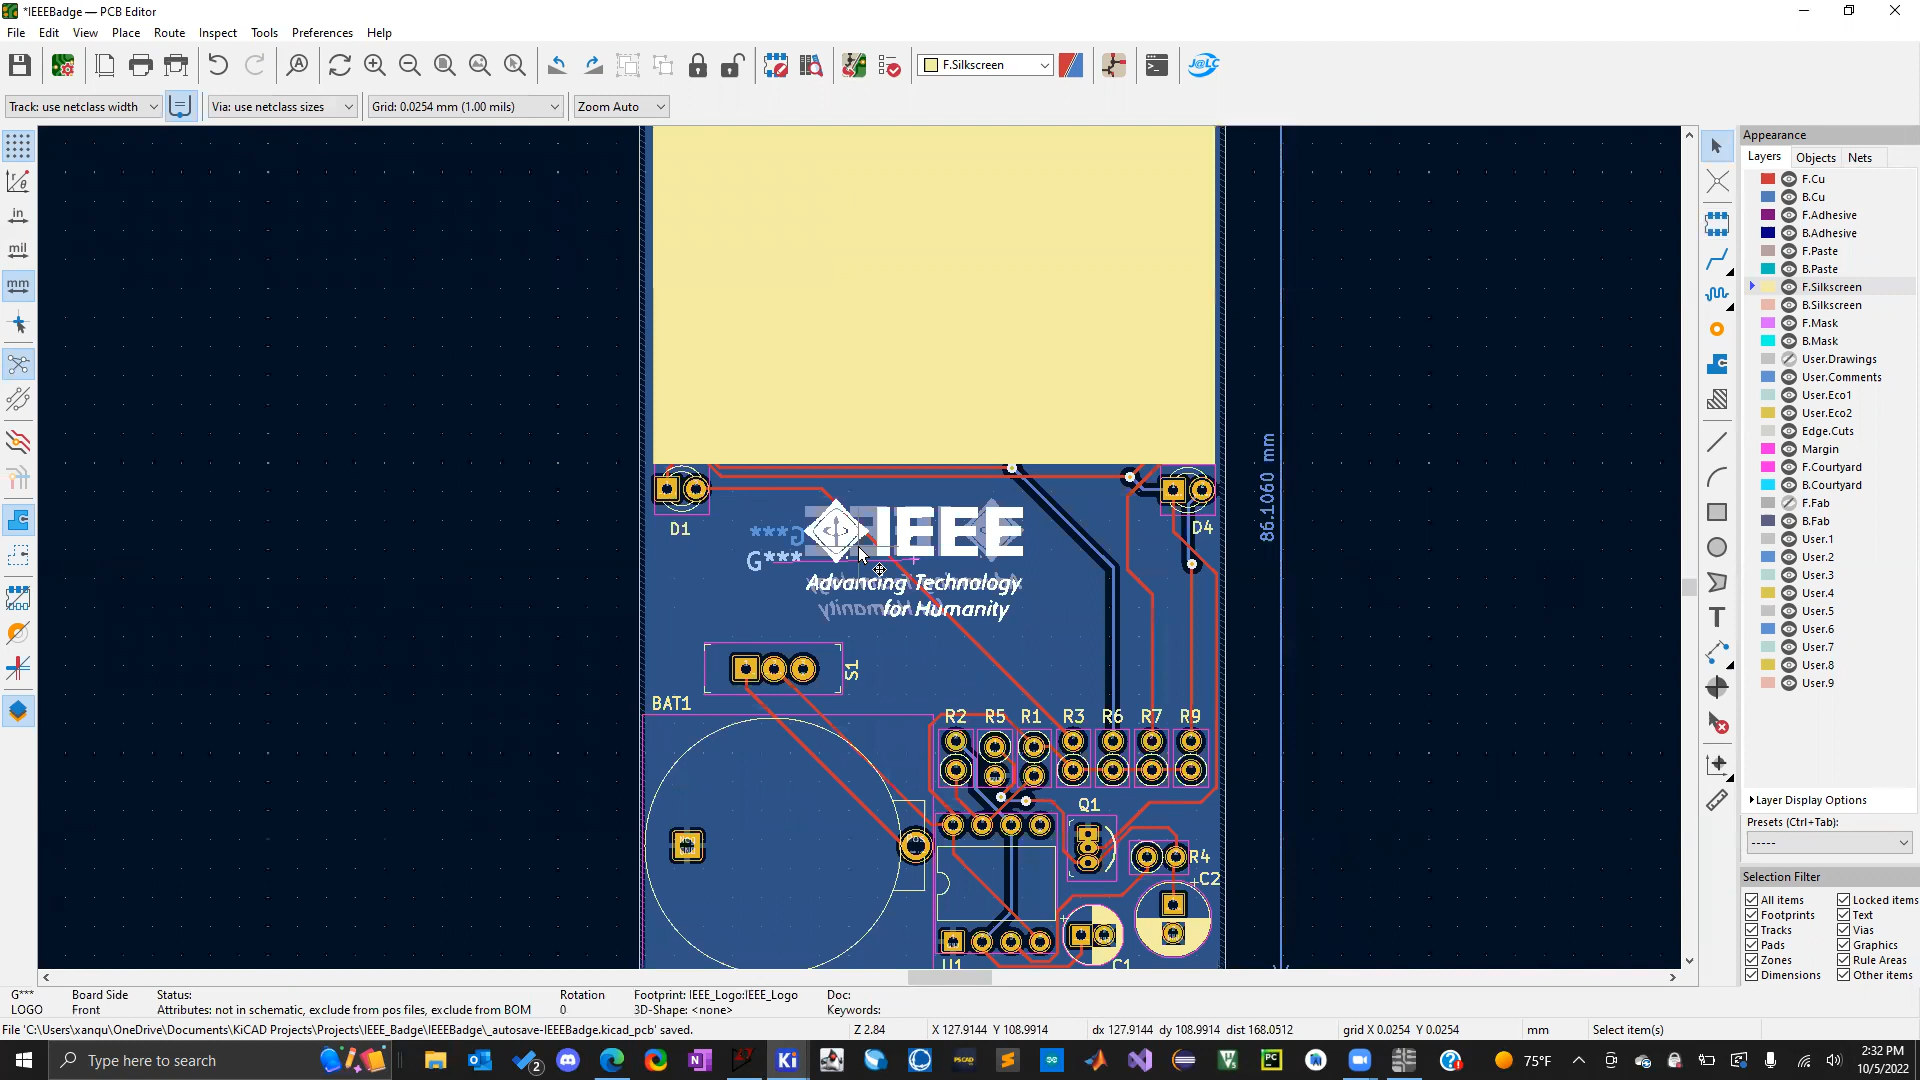 *IEEEBadge — PCB Editor
File Edit View Place Route Inspect Tools Preferences Help
F.Silkscreen
J@LC
Track: use netclass width
Via: use netclass sizes
Grid: 0.0254 mm (1.00 mils)
Zoom Auto
in
mil
mm
D1
D4
G***
G***
IEEE
Advancing Technology
for Humanity
86.1060 mm
S1
BAT1
R2 R5 R1 R3 R6 R7 R9
Q1
R4
C2
U1
C1
Appearance
Layers Objects Nets
F.Cu
B.Cu
F.Adhesive
B.Adhesive
F.Paste
B.Paste
F.Silkscreen
B.Silkscreen
F.Mask
B.Mask
User.Drawings
User.Comments
User.Eco1
User.Eco2
Edge.Cuts
Margin
F.Courtyard
B.Courtyard
F.Fab
B.Fab
User.1
User.2
User.3
User.4
User.5
User.6
User.7
User.8
User.9
Layer Display Options
Presets (Ctrl+Tab):
-----
Selection Filter
All items Locked items
Footprints Text
Tracks Vias
Pads Graphics
Zones Rule Areas
Dimensions Other items
G*** Board Side Status: Rotation Footprint: IEEE_Logo:IEEE_Logo Doc:
LOGO Front Attributes: not in schematic, exclude from pos files, exclude from BOM 0 3D-Shape: <none> Keywords:
File 'C:\Users\xanqu\OneDrive\Documents\KiCAD Projects\Projects\IEEE_Badge\IEEEBadge\_autosave-IEEEBadge.kicad_pcb' saved. Z 2.84 X 127.9144 Y 108.9914 dx 127.9144 dy 108.9914 dist 168.0512 grid X 0.0254 Y 0.0254 mm Select item(s)
Type here to search
2
Ki
PSCAD
PC
75°F
2:32 PM
10/5/2022